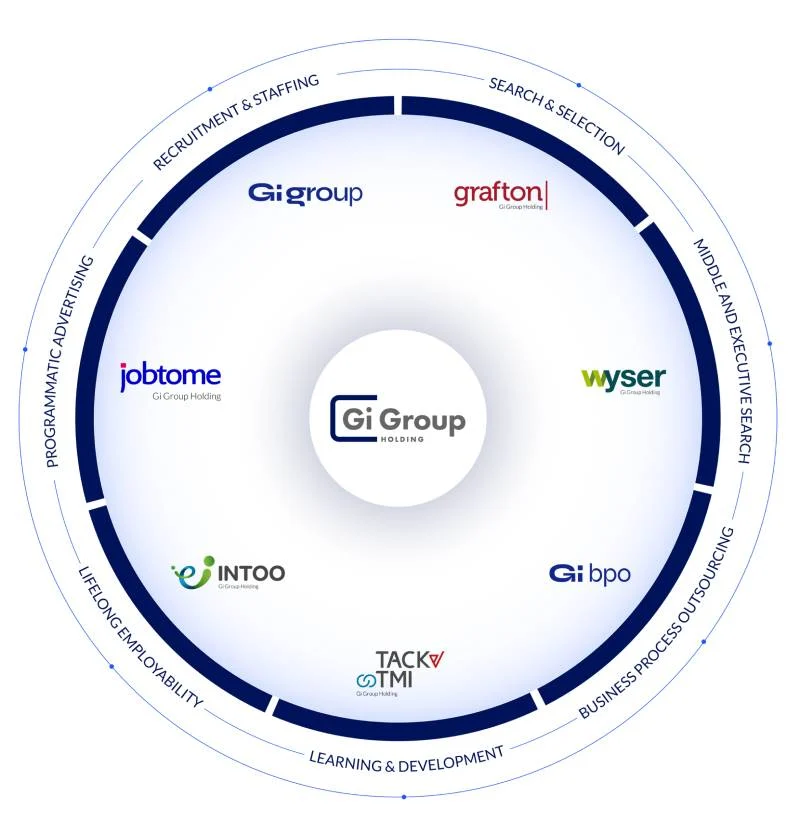 RECRUITMENT & STAFFING
SEARCH & SELECTION
MIDDLE AND EXECUTIVE SEARCH
BUSINESS PROCESS OUTSOURCING
LEARNING & DEVELOPMENT
LIFELONG EMPLOYABILITY
PROGRAMMATIC ADVERTISING
Gi group
grafton
Gi Group Holding
wyser
Gi Group Holding
Gi bpo
TACK
TMI
Gi Group Holding
INTOO
Gi Group Holding
jobtome
Gi Group Holding
Gi Group
HOLDING